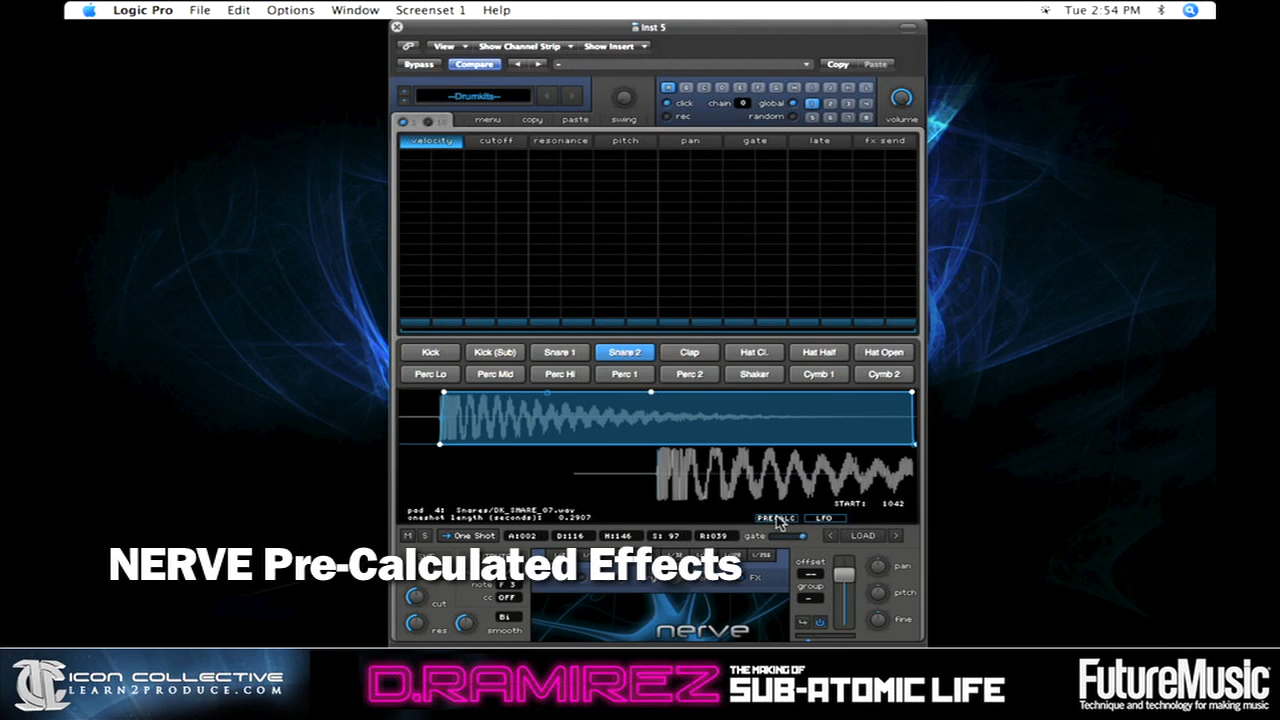 Logic Pro File Edit Options Window Screenset 1 Help Tue 2:54 PM
Inst 5
View Show Channel Strip Show Insert
Bypass Compare - Copy Paste
--Drumkits--
click chain 0 global
rec random
menu copy paste swing volume
velocity cutoff resonance pitch pan gate late fx send
Kick Kick (Sub) Snare 1 Snare 2 Clap Hat Cl. Hat Half Hat Open
Perc Lo Perc Mid Perc Hi Perc 1 Perc 2 Shaker Cymb 1 Cymb 2
START: 1042
pad 4: Snares/DK_SNARE_07.wav
oneshot length (seconds): 0.2907
LFO
M S One Shot A:002 D:116 H:146 S: 97 R:039 gate LOAD
NERVE Pre-Calculated Effects
offset
FX
pan
group
cut cc OFF
pitch
Bi
res smooth
nerve
fine
ICON COLLECTIVE
LEARN2PRODUCE.COM
D.RAMIREZ
THE MAKING OF
SUB-ATOMIC LIFE
FutureMusic
Technique and technology for making music